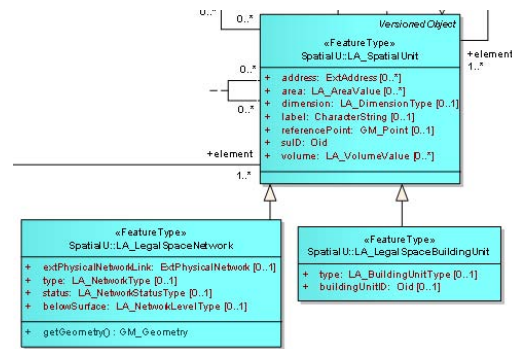 0..*
0..*
Versioned Object
«FeatureType»
SpatialU::LA_SpatialUnit
+ address: ExtAddress [0..*]
+ area: LA_AreaValue [0..*]
+ dimension: LA_DimensionType [0..1]
+ label: CharacterString [0..1]
+ referencePoint: GM_Point [0..1]
+ suID: Oid
+ volume: LA_VolumeValue [0..*]
+element
1..*
0..*
0..*
+element
1..*
«FeatureType»
SpatialU::LA_LegalSpaceNetwork
+ extPhysicalNetworkLink: ExtPhysicalNetwork [0..1]
+ type: LA_NetworkType [0..1]
+ status: LA_NetworkStatusType [0..1]
+ belowSurface: LA_NetworkLevelType [0..1]
+ getGeometry() : GM_Geometry
«FeatureType»
SpatialU::LA_LegalSpaceBuildingUnit
+ type: LA_BuildingUnitType [0..1]
+ buildingUnitID: Oid [0..1]